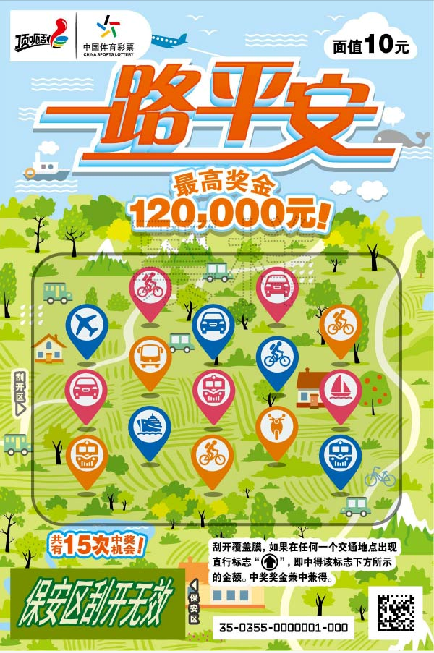 顶呱刮
中国体育彩票
CHINA SPORTS LOTTERY
面值10元
一路平安
最高奖金
120,000元!
刮开区
共有15次中奖机会!
刮开覆盖膜,如果在任何一个交通地点出现
直行标志“ ”,即中得该标志下方所示
的金额。中奖奖金兼中兼得。
保安区刮开无效
保安区
35-0355-0000001-000